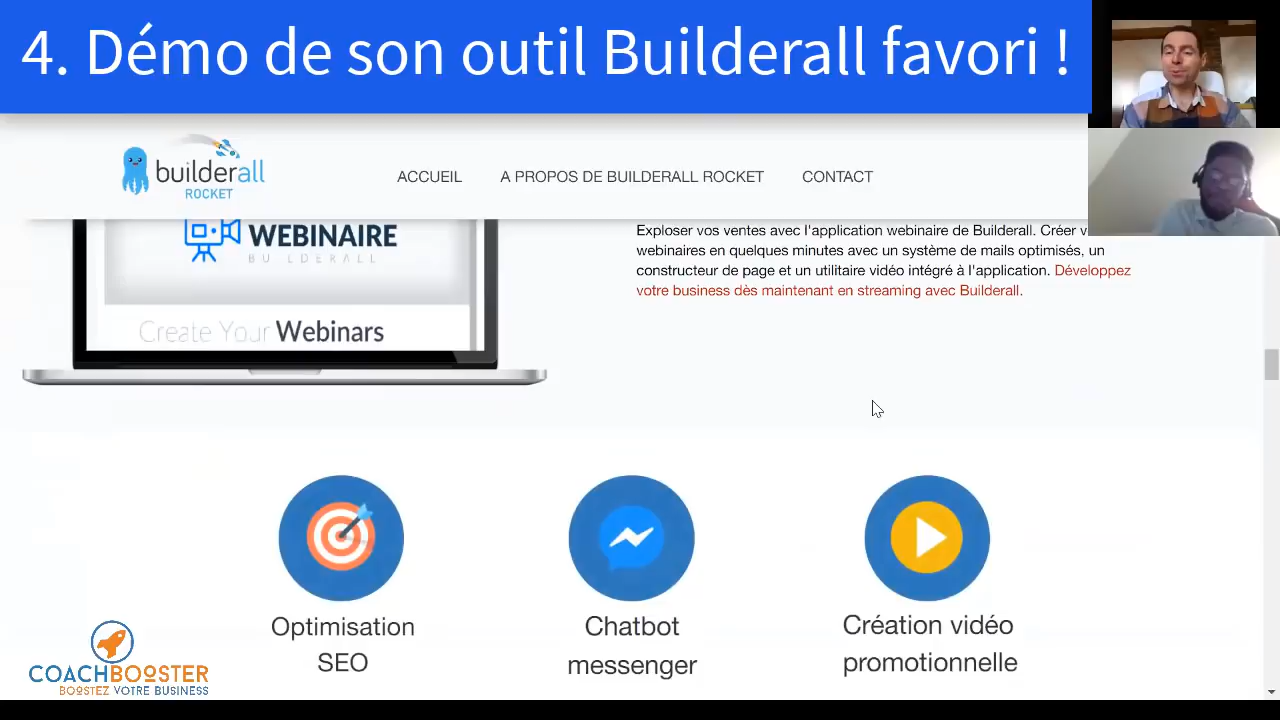 4. Démo de son outil Builderall favori !
builderall
ROCKET
ACCUEIL
A PROPOS DE BUILDERALL ROCKET
CONTACT
WEBINAIRE
BUILDERALL
Create Your Webinars
Exploser vos ventes avec l'application webinaire de Builderall. Créer v
webinaires en quelques minutes avec un système de mails optimisés, un
constructeur de page et un utilitaire vidéo intégré à l'application. Développez
votre business dès maintenant en streaming avec Builderall.
Optimisation
SEO
Chatbot
messenger
Création vidéo
promotionnelle
COACHBOOSTER
BOOSTEZ VOTRE BUSINESS